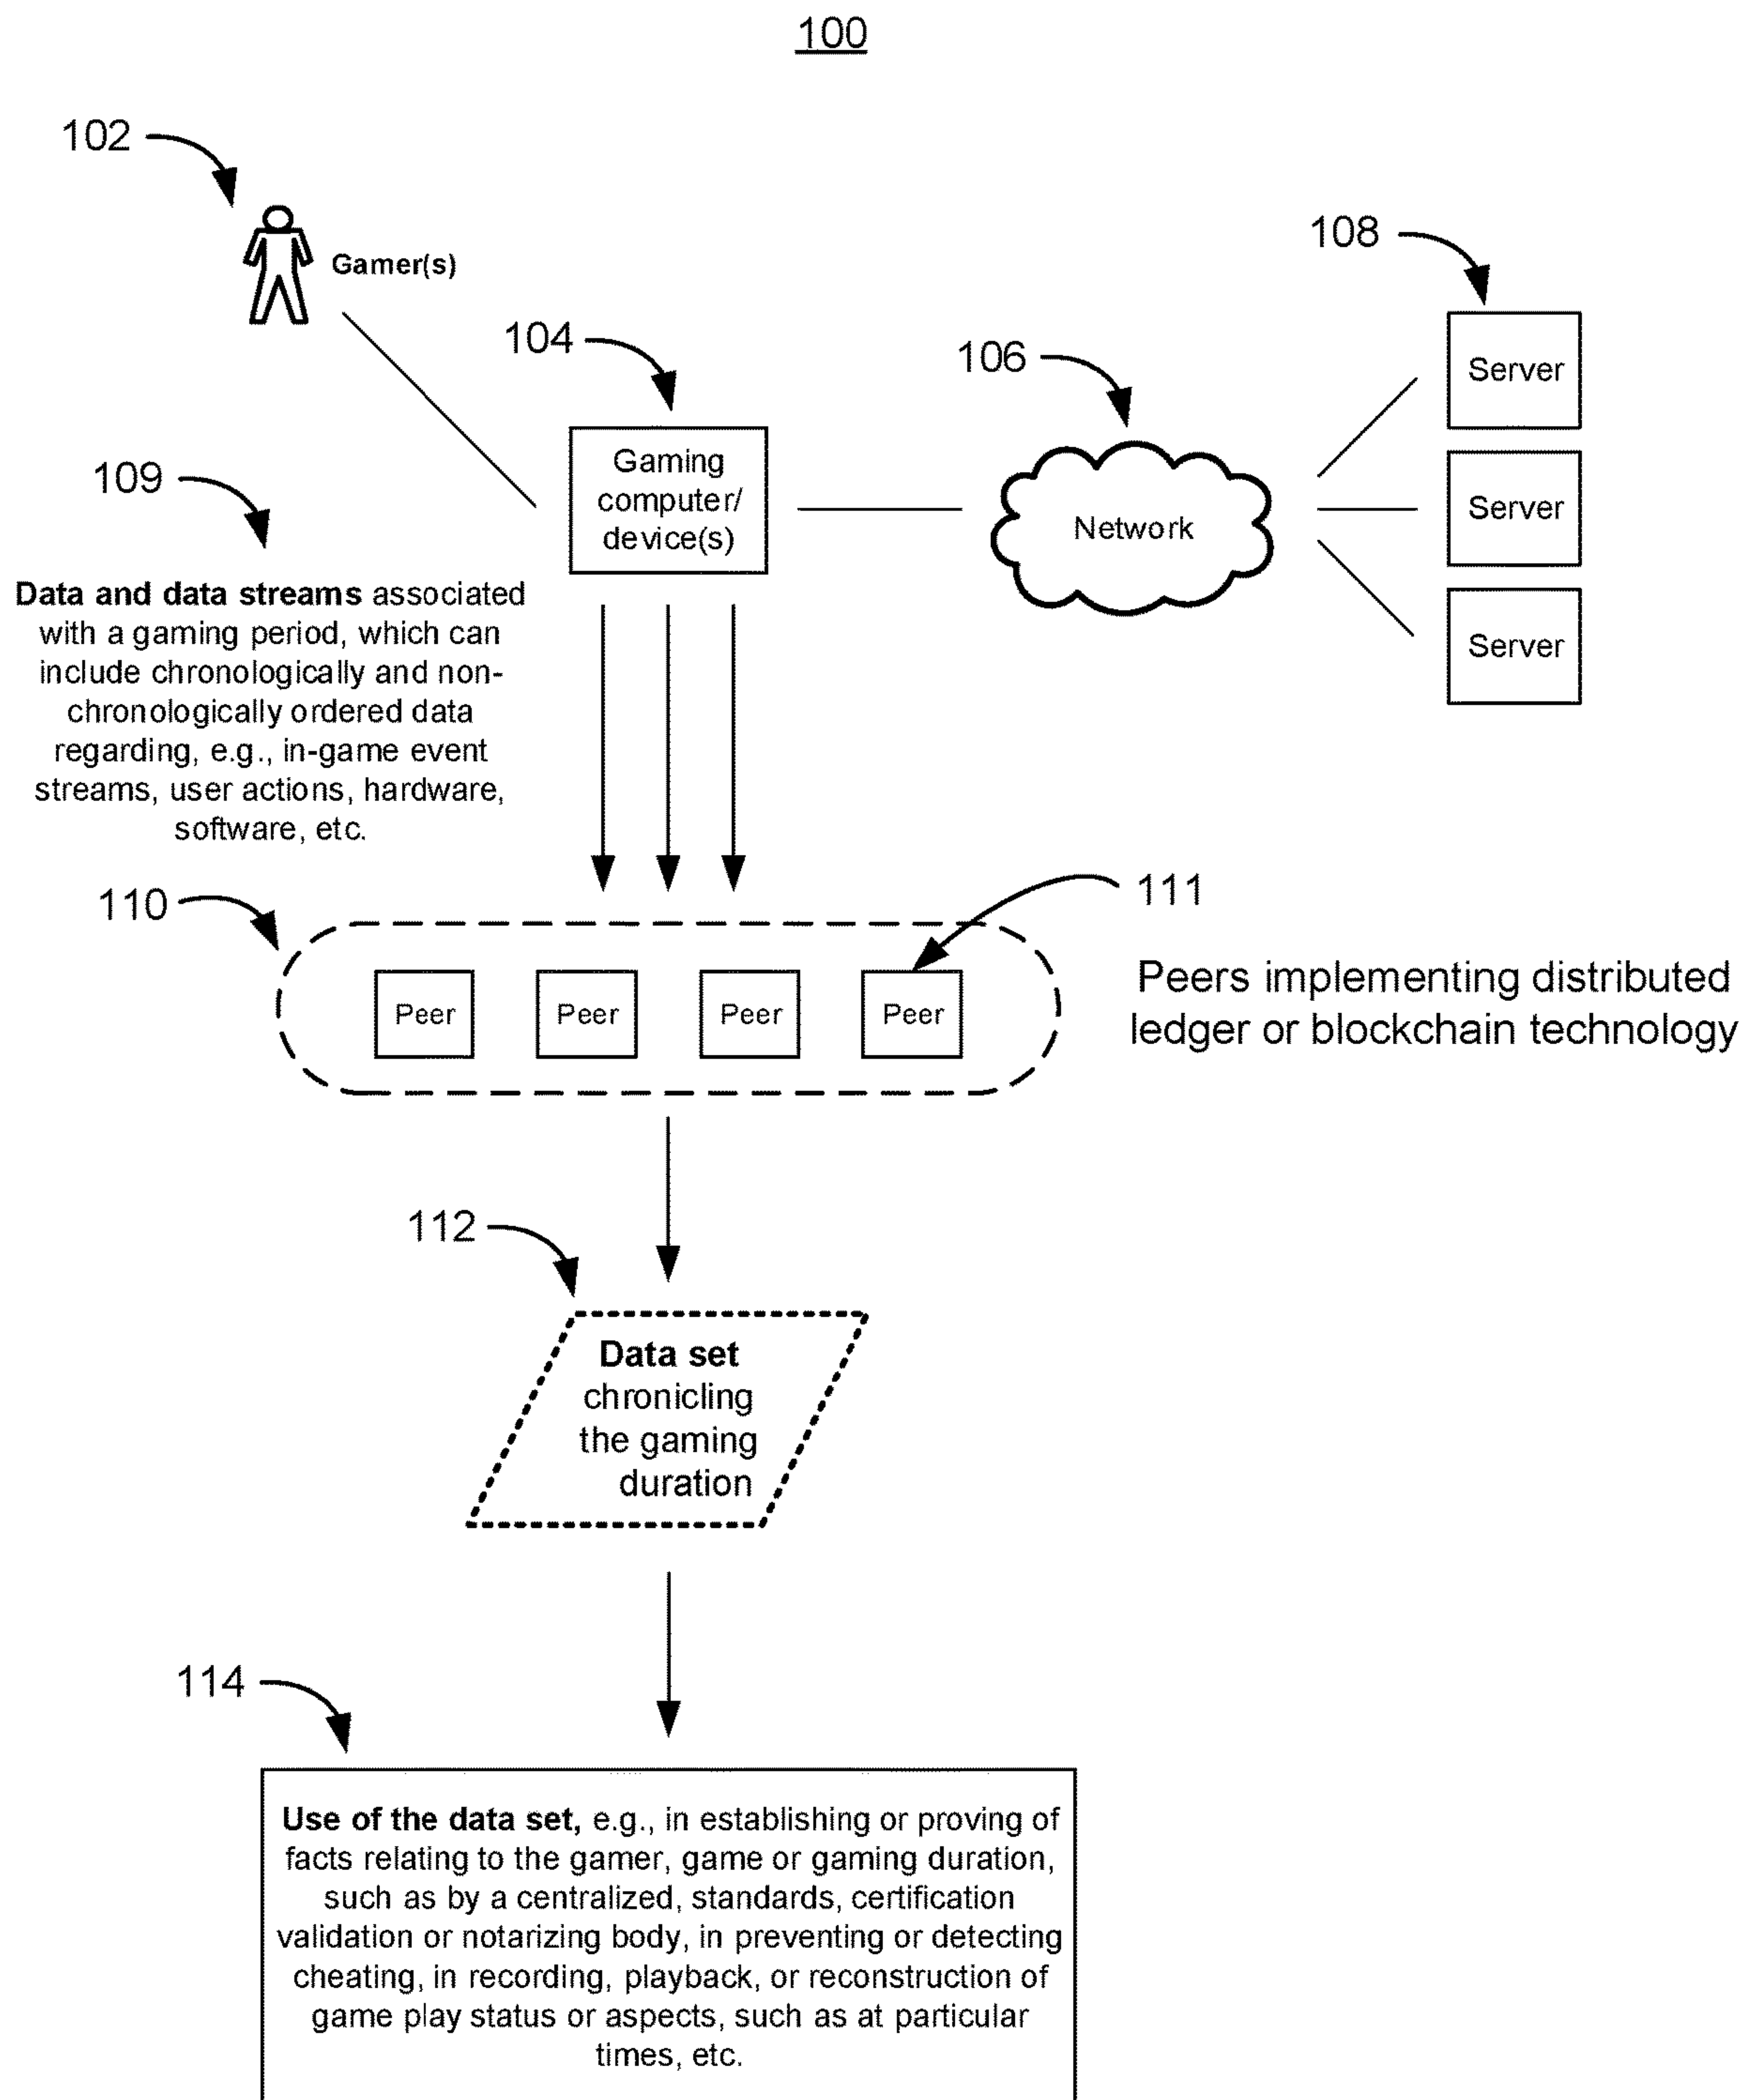 100
102
Gamer(s)
108
104
106
Server
Gaming
computer/
device(s)
Network
Server
Server
109
Data and data streams associated
with a gaming period, which can
include chronologically and non-
chronologically ordered data
regarding, e.g., in-game event
streams, user actions, hardware,
software, etc.
110
111
Peer
Peer
Peer
Peer
Peers implementing distributed
ledger or blockchain technology
112
Data set
chronicling
the gaming
duration
114
Use of the data set, e.g., in establishing or proving of
facts relating to the gamer, game or gaming duration,
such as by a centralized, standards, certification
validation or notarizing body, in preventing or detecting
cheating, in recording, playback, or reconstruction of
game play status or aspects, such as at particular
times, etc.